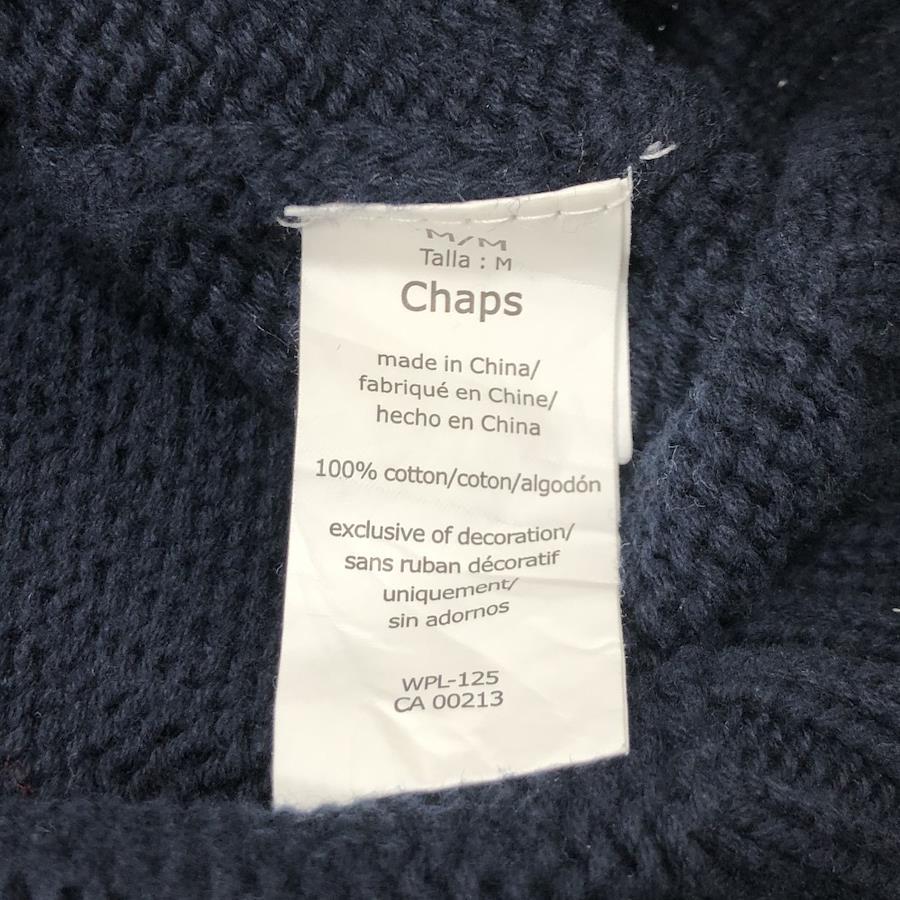 M/M
Talla : M
Chaps
made in China/
fabriqué en Chine/
hecho en China
100% cotton/coton/algodón
exclusive of decoration/
sans ruban décoratif
uniquement/
sin adornos
WPL-125
CA 00213